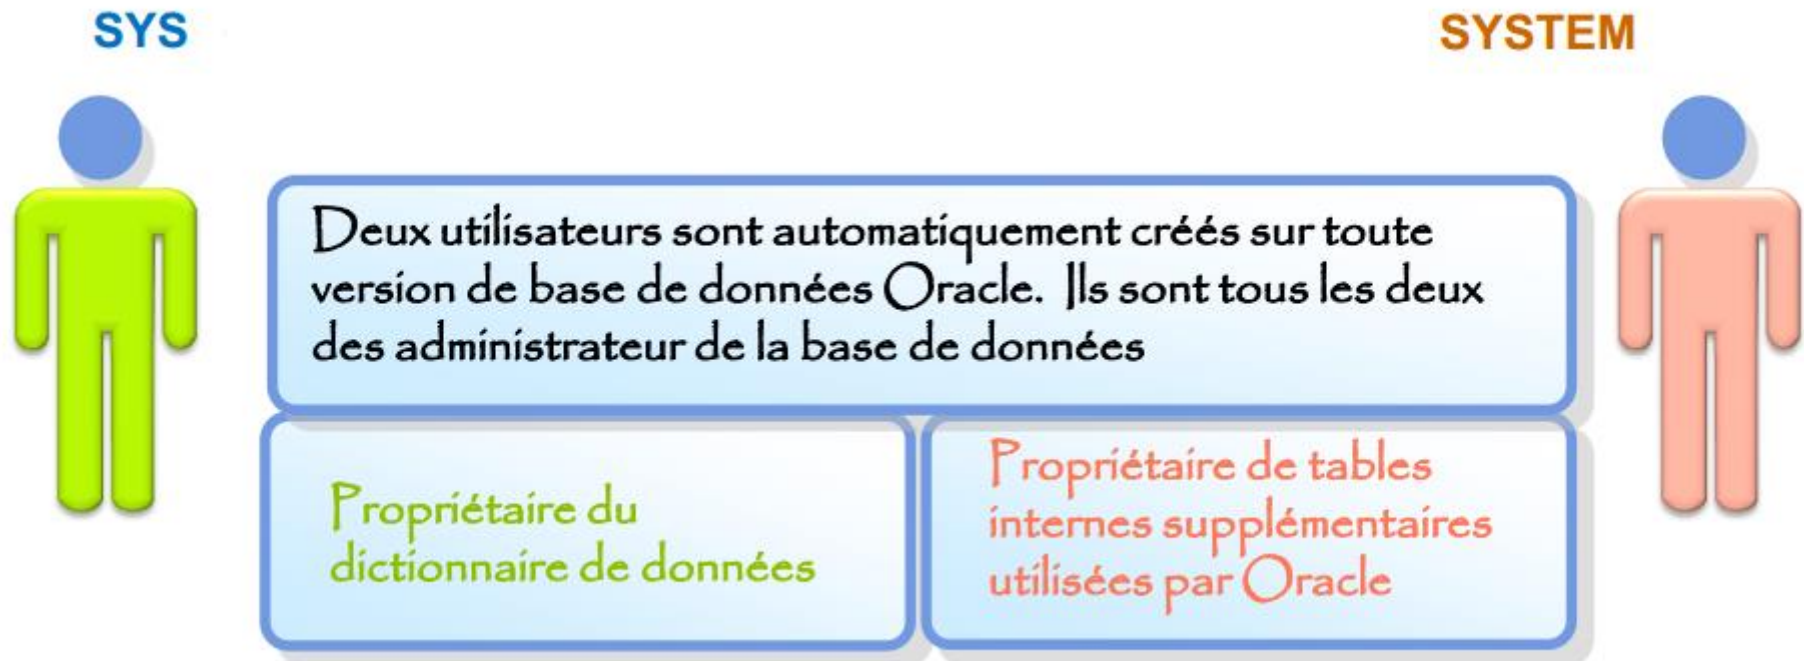 SYS
SYSTEM
Deux utilisateurs sont automatiquement créés sur toute
version de base de données Oracle. Ils sont tous les deux
des administrateur de la base de données
Propriétaire du
dictionnaire de données
Propriétaire de tables
internes supplémentaires
utilisées par Oracle